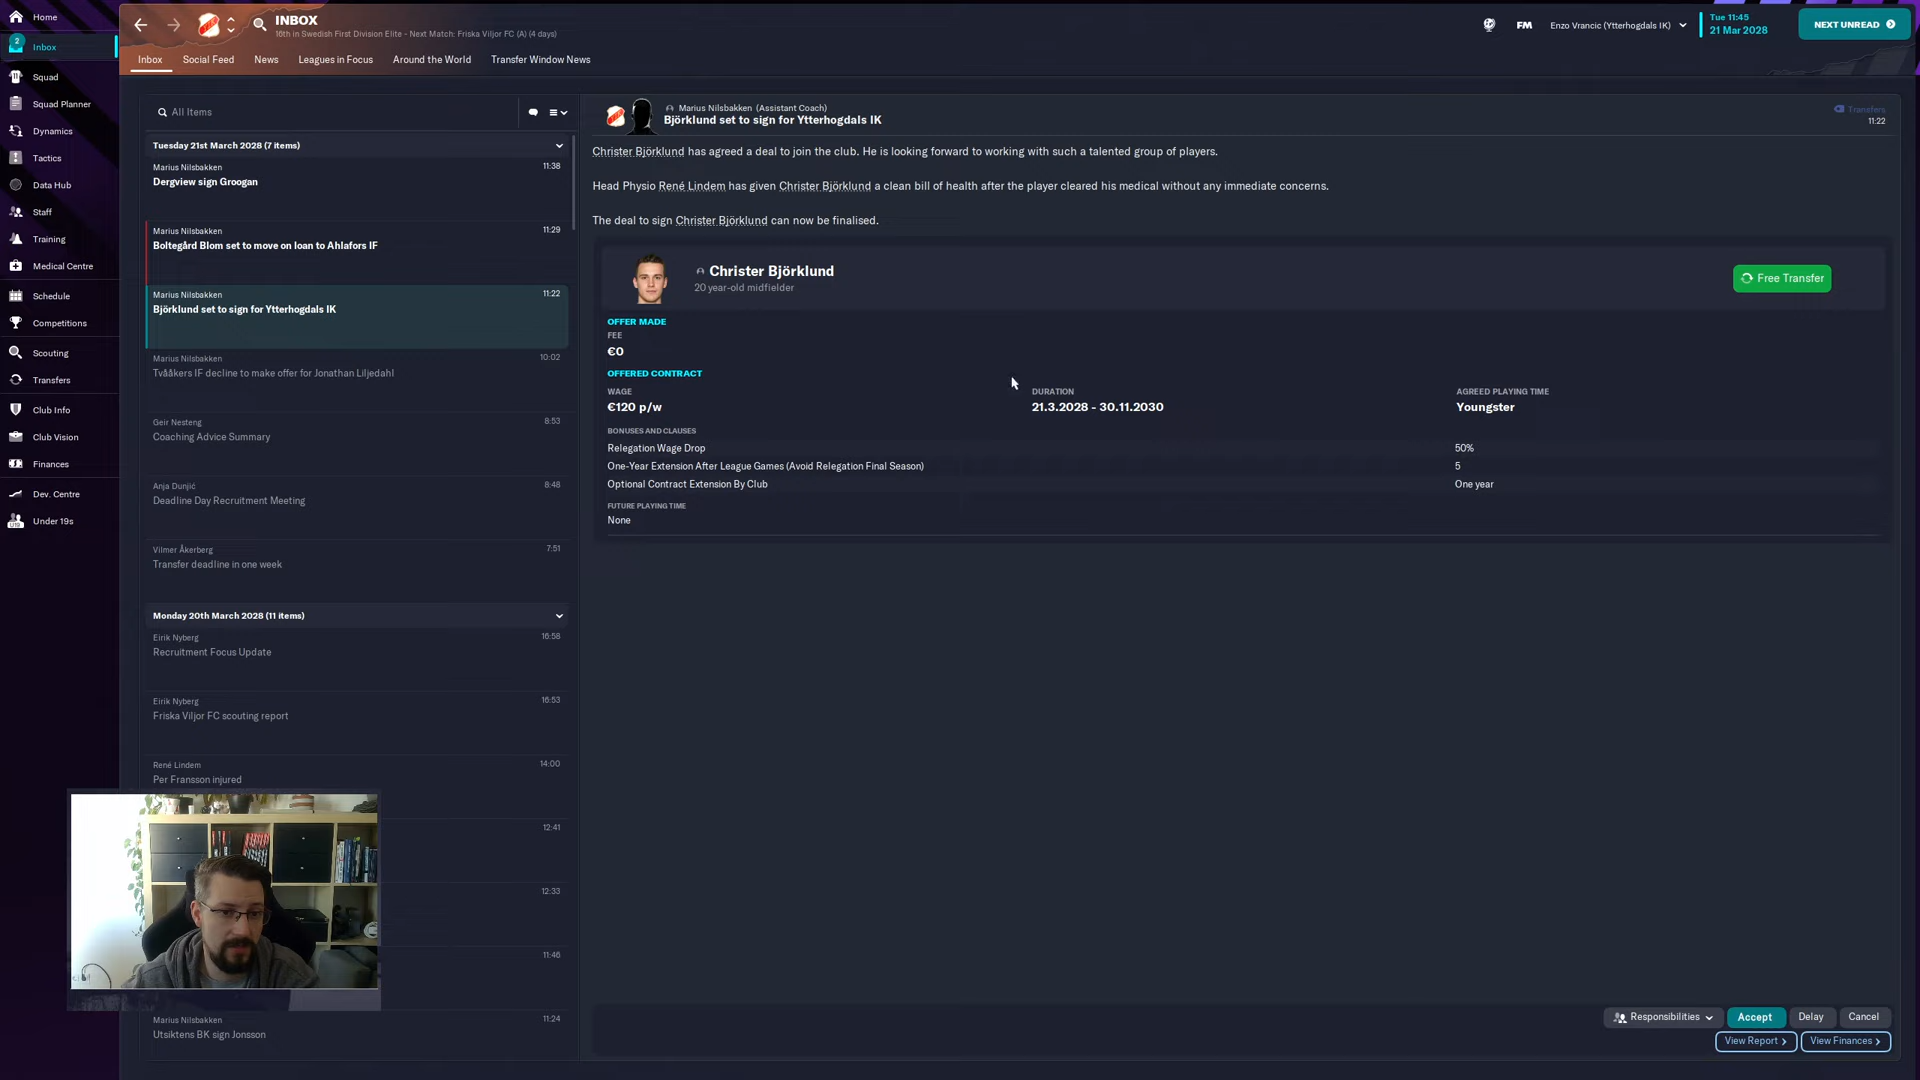 Home
2
Inbox
Squad
Squad Planner
Dynamics
Tactics
Data Hub
Staff
Training
Medical Centre
Schedule
Competitions
Scouting
Transfers
Club Info
Club Vision
Finances
Dev. Centre
Under 19s
INBOX
16th in Swedish First Division Elite - Next Match: Friska Viljor FC (A) (4 days)
FM
Enzo Vrancic (Ytterhogdals IK)
Tue 11:45
21 Mar 2028
NEXT UNREAD
Inbox Social Feed News Leagues in Focus Around the World Transfer Window News
All Items
Tuesday 21st March 2028 (7 items)
Marius Nilsbakken 11:38
Dergview sign Groogan
Marius Nilsbakken 11:29
Boltegård Blom set to move on loan to Ahlafors IF
Marius Nilsbakken 11:22
Björklund set to sign for Ytterhogdals IK
Marius Nilsbakken 10:02
Tvååkers IF decline to make offer for Jonathan Liljedahl
Geir Nesteng 8:53
Coaching Advice Summary
Anja Dunjić 8:48
Deadline Day Recruitment Meeting
Vilmer Åkerberg 7:51
Transfer deadline in one week
Monday 20th March 2028 (11 items)
Eirik Nyberg 16:58
Recruitment Focus Update
Eirik Nyberg 16:53
Friska Viljor FC scouting report
René Lindem 14:00
Per Fransson injured
12:41
12:33
11:46
Marius Nilsbakken 11:24
Utsiktens BK sign Jonsson
Marius Nilsbakken (Assistant Coach)
Björklund set to sign for Ytterhogdals IK
Transfers
11:22
Christer Björklund has agreed a deal to join the club. He is looking forward to working with such a talented group of players.
Head Physio René Lindem has given Christer Björklund a clean bill of health after the player cleared his medical without any immediate concerns.
The deal to sign Christer Björklund can now be finalised.
Christer Björklund
20 year-old midfielder
Free Transfer
OFFER MADE
FEE
€0
OFFERED CONTRACT
WAGE DURATION AGREED PLAYING TIME
€120 p/w 21.3.2028 - 30.11.2030 Youngster
BONUSES AND CLAUSES
Relegation Wage Drop 50%
One-Year Extension After League Games (Avoid Relegation Final Season) 5
Optional Contract Extension By Club One year
FUTURE PLAYING TIME
None
Responsibilities Accept Delay Cancel
View Report View Finances